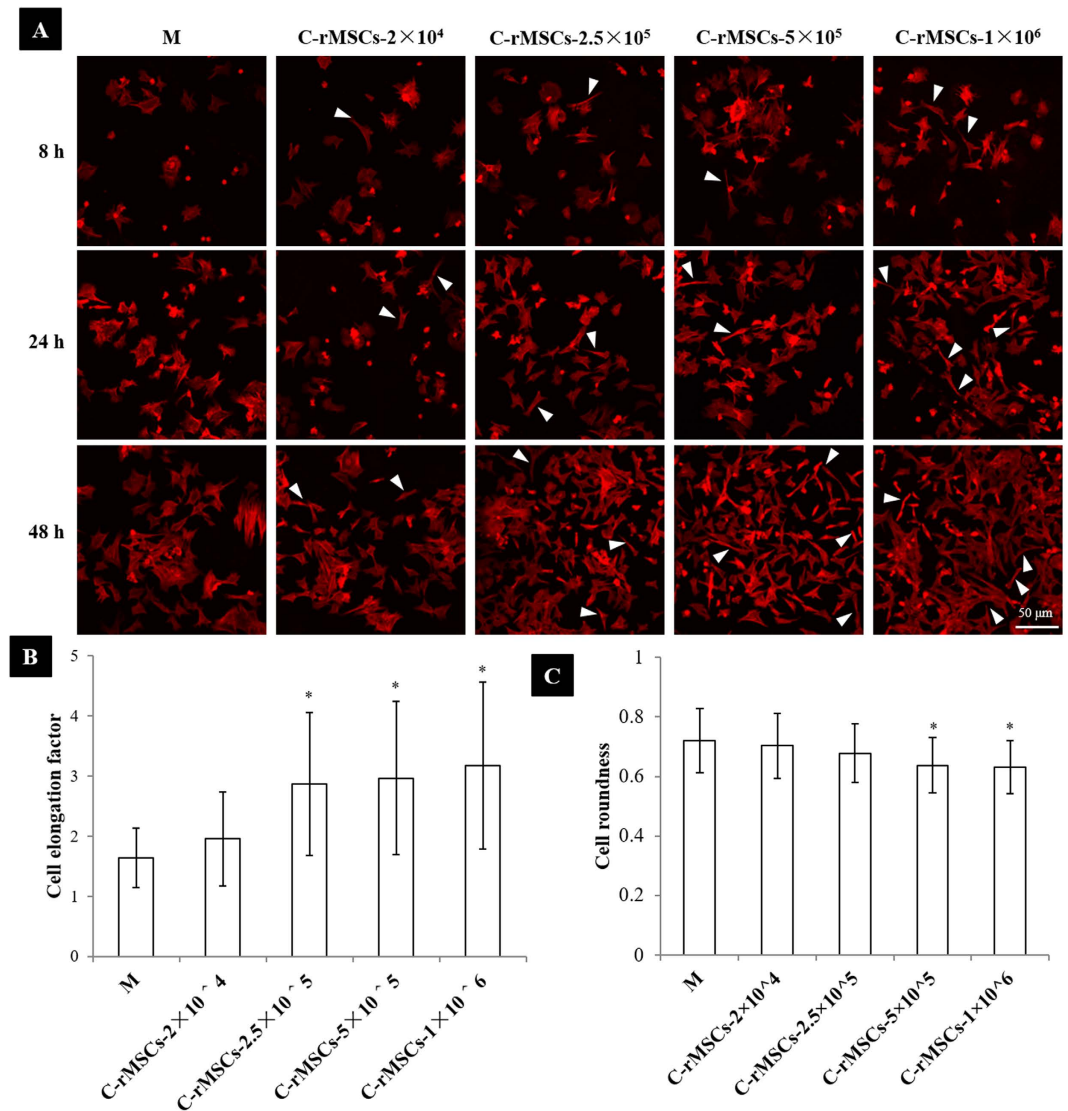 A
M
C-rMSCs-2×10⁴
C-rMSCs-2.5×10⁵
C-rMSCs-5×10⁵
C-rMSCs-1×10⁶
8 h
24 h
48 h
50 μm
B
Cell elongation factor
5
4
3
2
1
0
*
*
*
M
C-rMSCs-2×10^4
C-rMSCs-2.5×10^5
C-rMSCs-5×10^5
C-rMSCs-1×10^6
C
Cell roundness
1
0.8
0.6
0.4
0.2
0
*
*
M
C-rMSCs-2×10^4
C-rMSCs-2.5×10^5
C-rMSCs-5×10^5
C-rMSCs-1×10^6